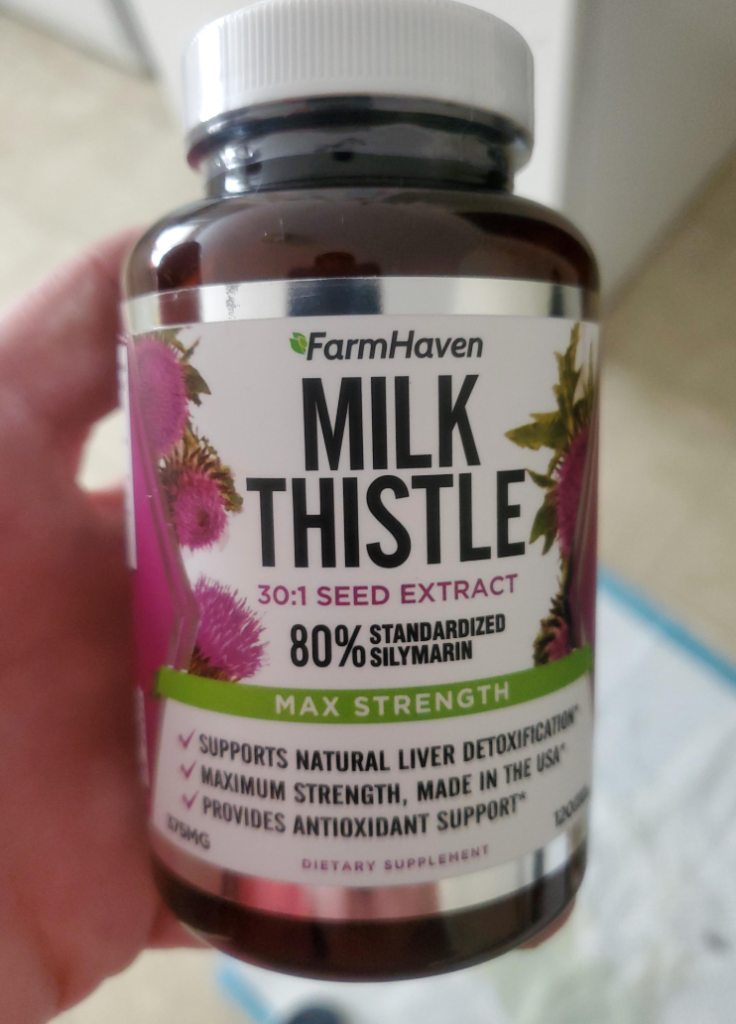 FarmHaven
MILK
THISTLE
30:1 SEED EXTRACT
80% STANDARDIZED
SILYMARIN
MAX STRENGTH
✓ SUPPORTS NATURAL LIVER DETOXIFICATION*
✓ MAXIMUM STRENGTH, MADE IN THE USA*
✓ PROVIDES ANTIOXIDANT SUPPORT*
375MG
DIETARY SUPPLEMENT